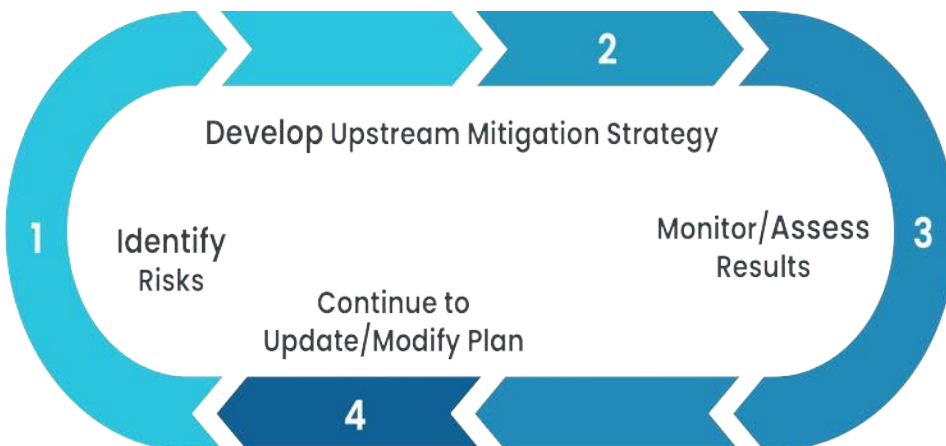 2
Develop Upstream Mitigation Strategy
1
Identify
Risks
Monitor/Assess
Results
3
Continue to
Update/Modify Plan
4